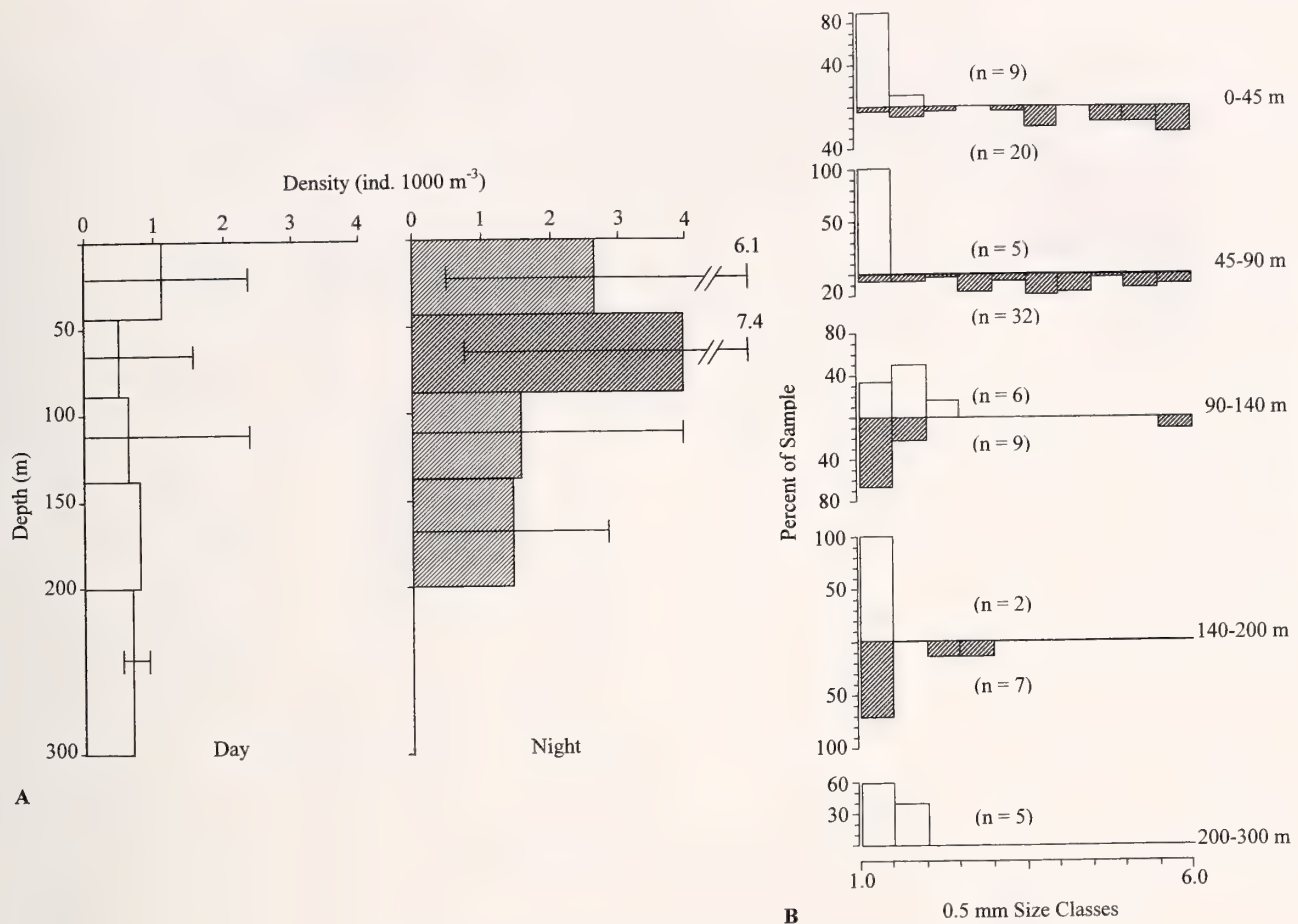 Density (ind. 1000 m-3)
0 1 2 3 4
50
100
150
200
300
Depth (m)
Day
0 1 2 3 4
6.1
7.4
Night
A
Percent of Sample
80
40
40
(n = 9)
(n = 20)
0-45 m
100
50
20
(n = 5)
(n = 32)
45-90 m
80
40
40
80
(n = 6)
(n = 9)
90-140 m
100
50
50
100
(n = 2)
(n = 7)
140-200 m
60
30
(n = 5)
200-300 m
1.0 6.0
0.5 mm Size Classes
B